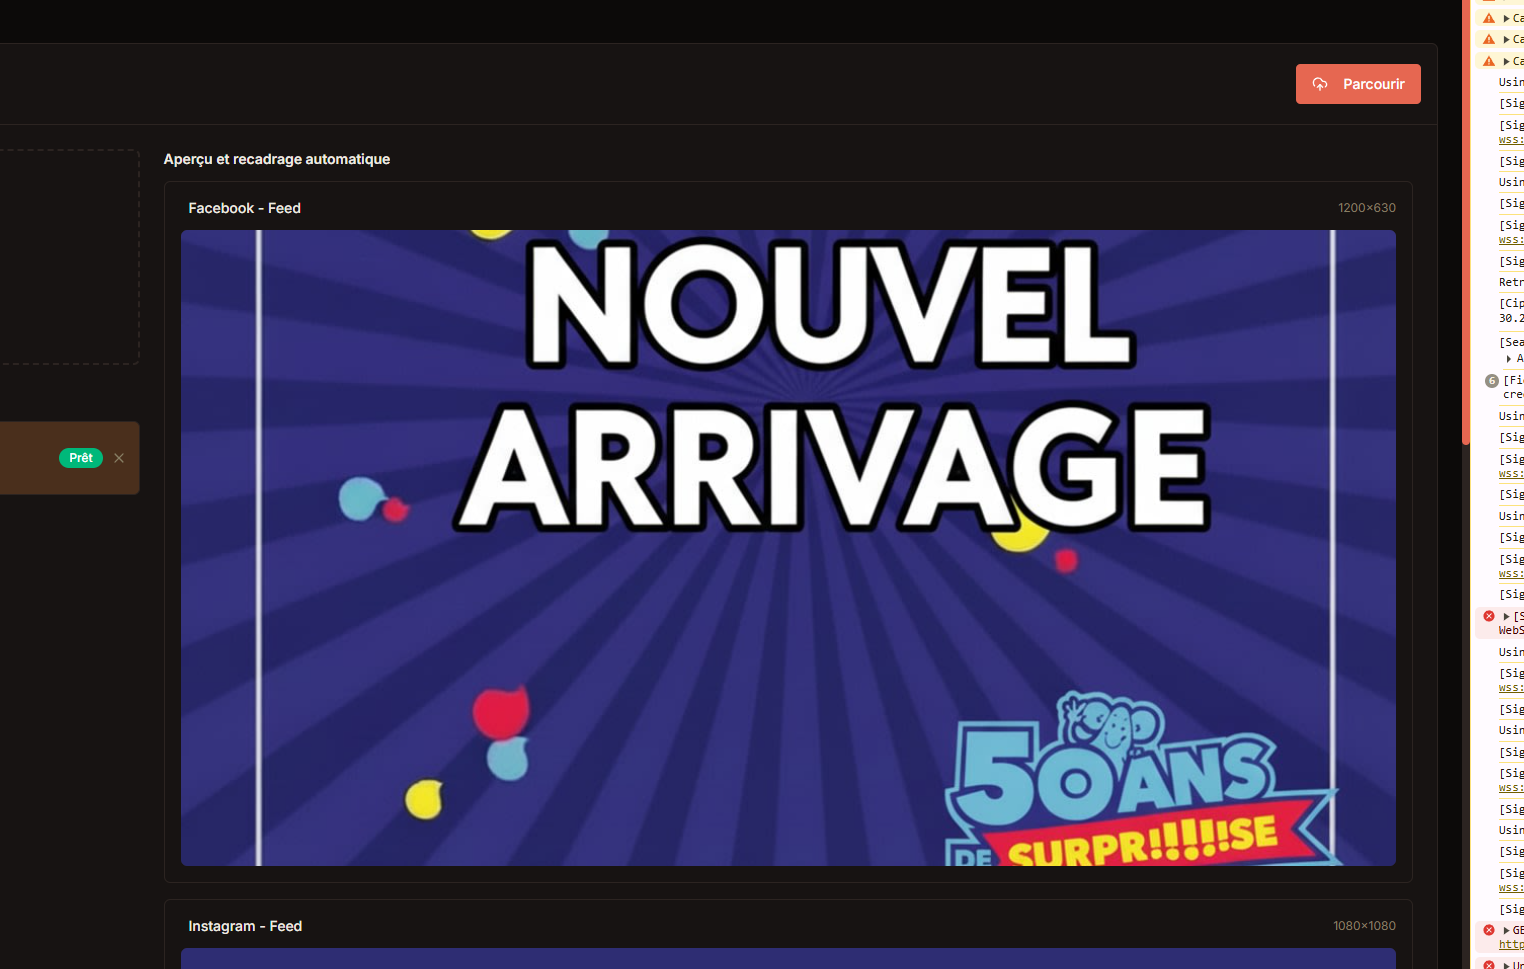 Parcourir
Aperçu et recadrage automatique
Facebook - Feed
1200×630
NOUVEL
ARRIVAGE
50 ANS
DE SURPR!!!!!!SE
Prêt
Instagram - Feed
1080×1080
Ca
Ca
Ca
Usin
[Sig
[Sig
wss:
[Sig
Usin
[Sig
[Sig
wss:
[Sig
Retr
[Cip
30.2
[Sea
A
6
[Fi
cre
Usin
[Sig
[Sig
wss:
[Sig
Usin
[Sig
[Sig
wss:
[Sig
[S
WebS
Usin
[Sig
[Sig
wss:
[Sig
Usin
[Sig
[Sig
wss:
[Sig
Usin
[Sig
[Sig
wss:
[Sig
GE
http
Ur